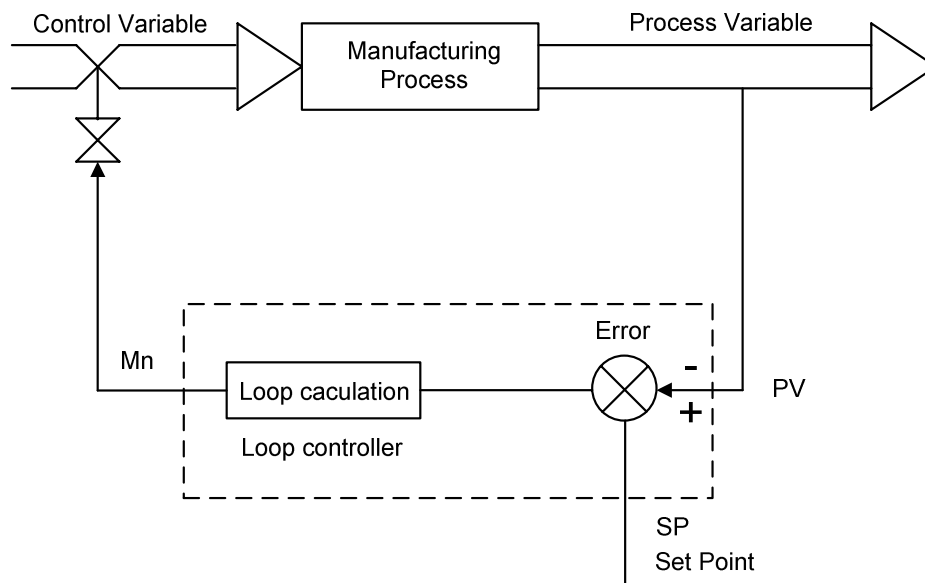 Control Variable
Process Variable
Manufacturing
Process
Error
Mn
-
Loop caculation
PV
+
Loop controller
SP
Set Point